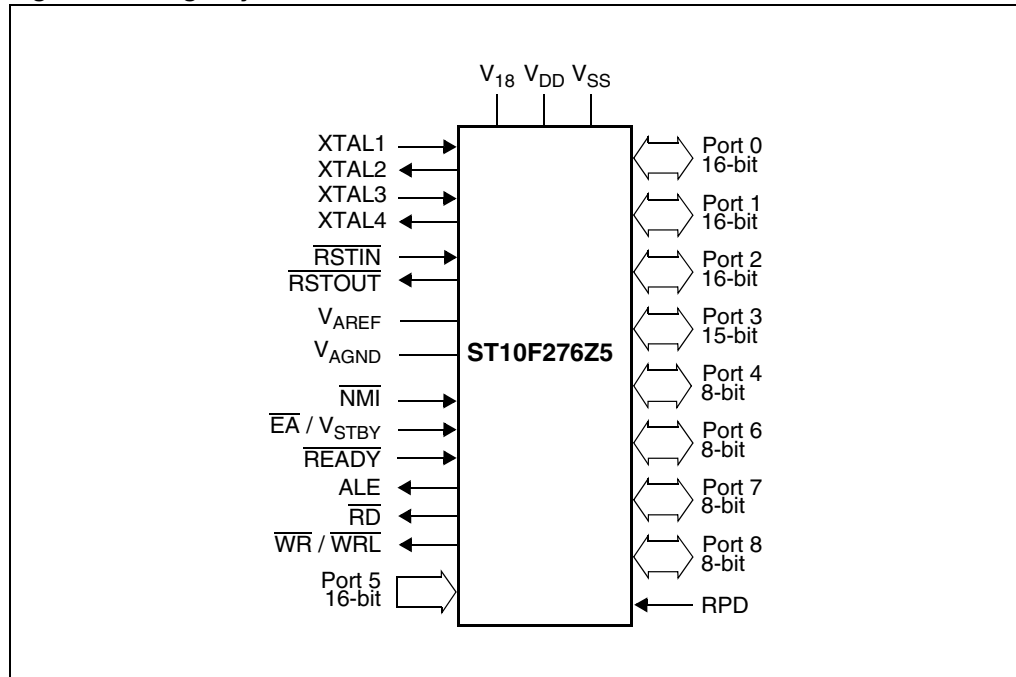 V18 VDD VSS
XTAL1
XTAL2
XTAL3
XTAL4
RSTIN
RSTOUT
VAREF
VAGND
NMI
EA / VSTBY
READY
ALE
RD
WR / WRL
Port 5
16-bit
ST10F276Z5
Port 0
16-bit
Port 1
16-bit
Port 2
16-bit
Port 3
15-bit
Port 4
8-bit
Port 6
8-bit
Port 7
8-bit
Port 8
8-bit
RPD